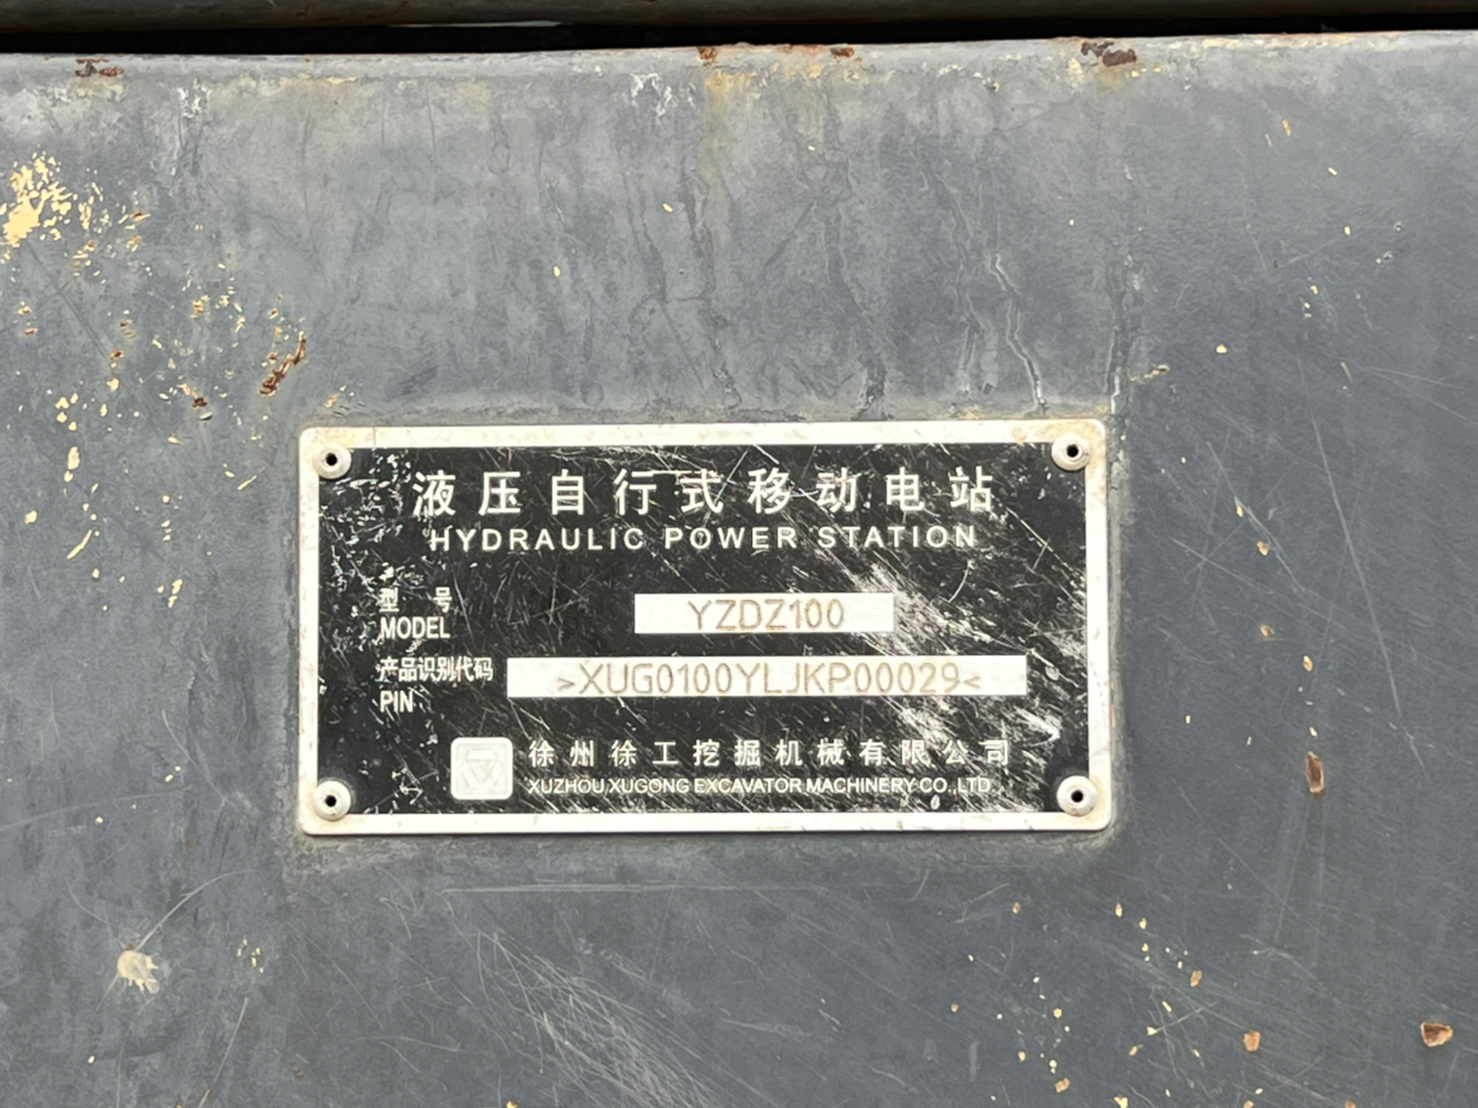 液压自行式移动电站
HYDRAULIC POWER STATION
型 号
MODEL
YZDZ100
产品识别代码
PIN
>XUG0100YLJKP00029<
徐州徐工挖掘机械有限公司
XUZHOU XUGONG EXCAVATOR MACHINERY CO.,LTD.